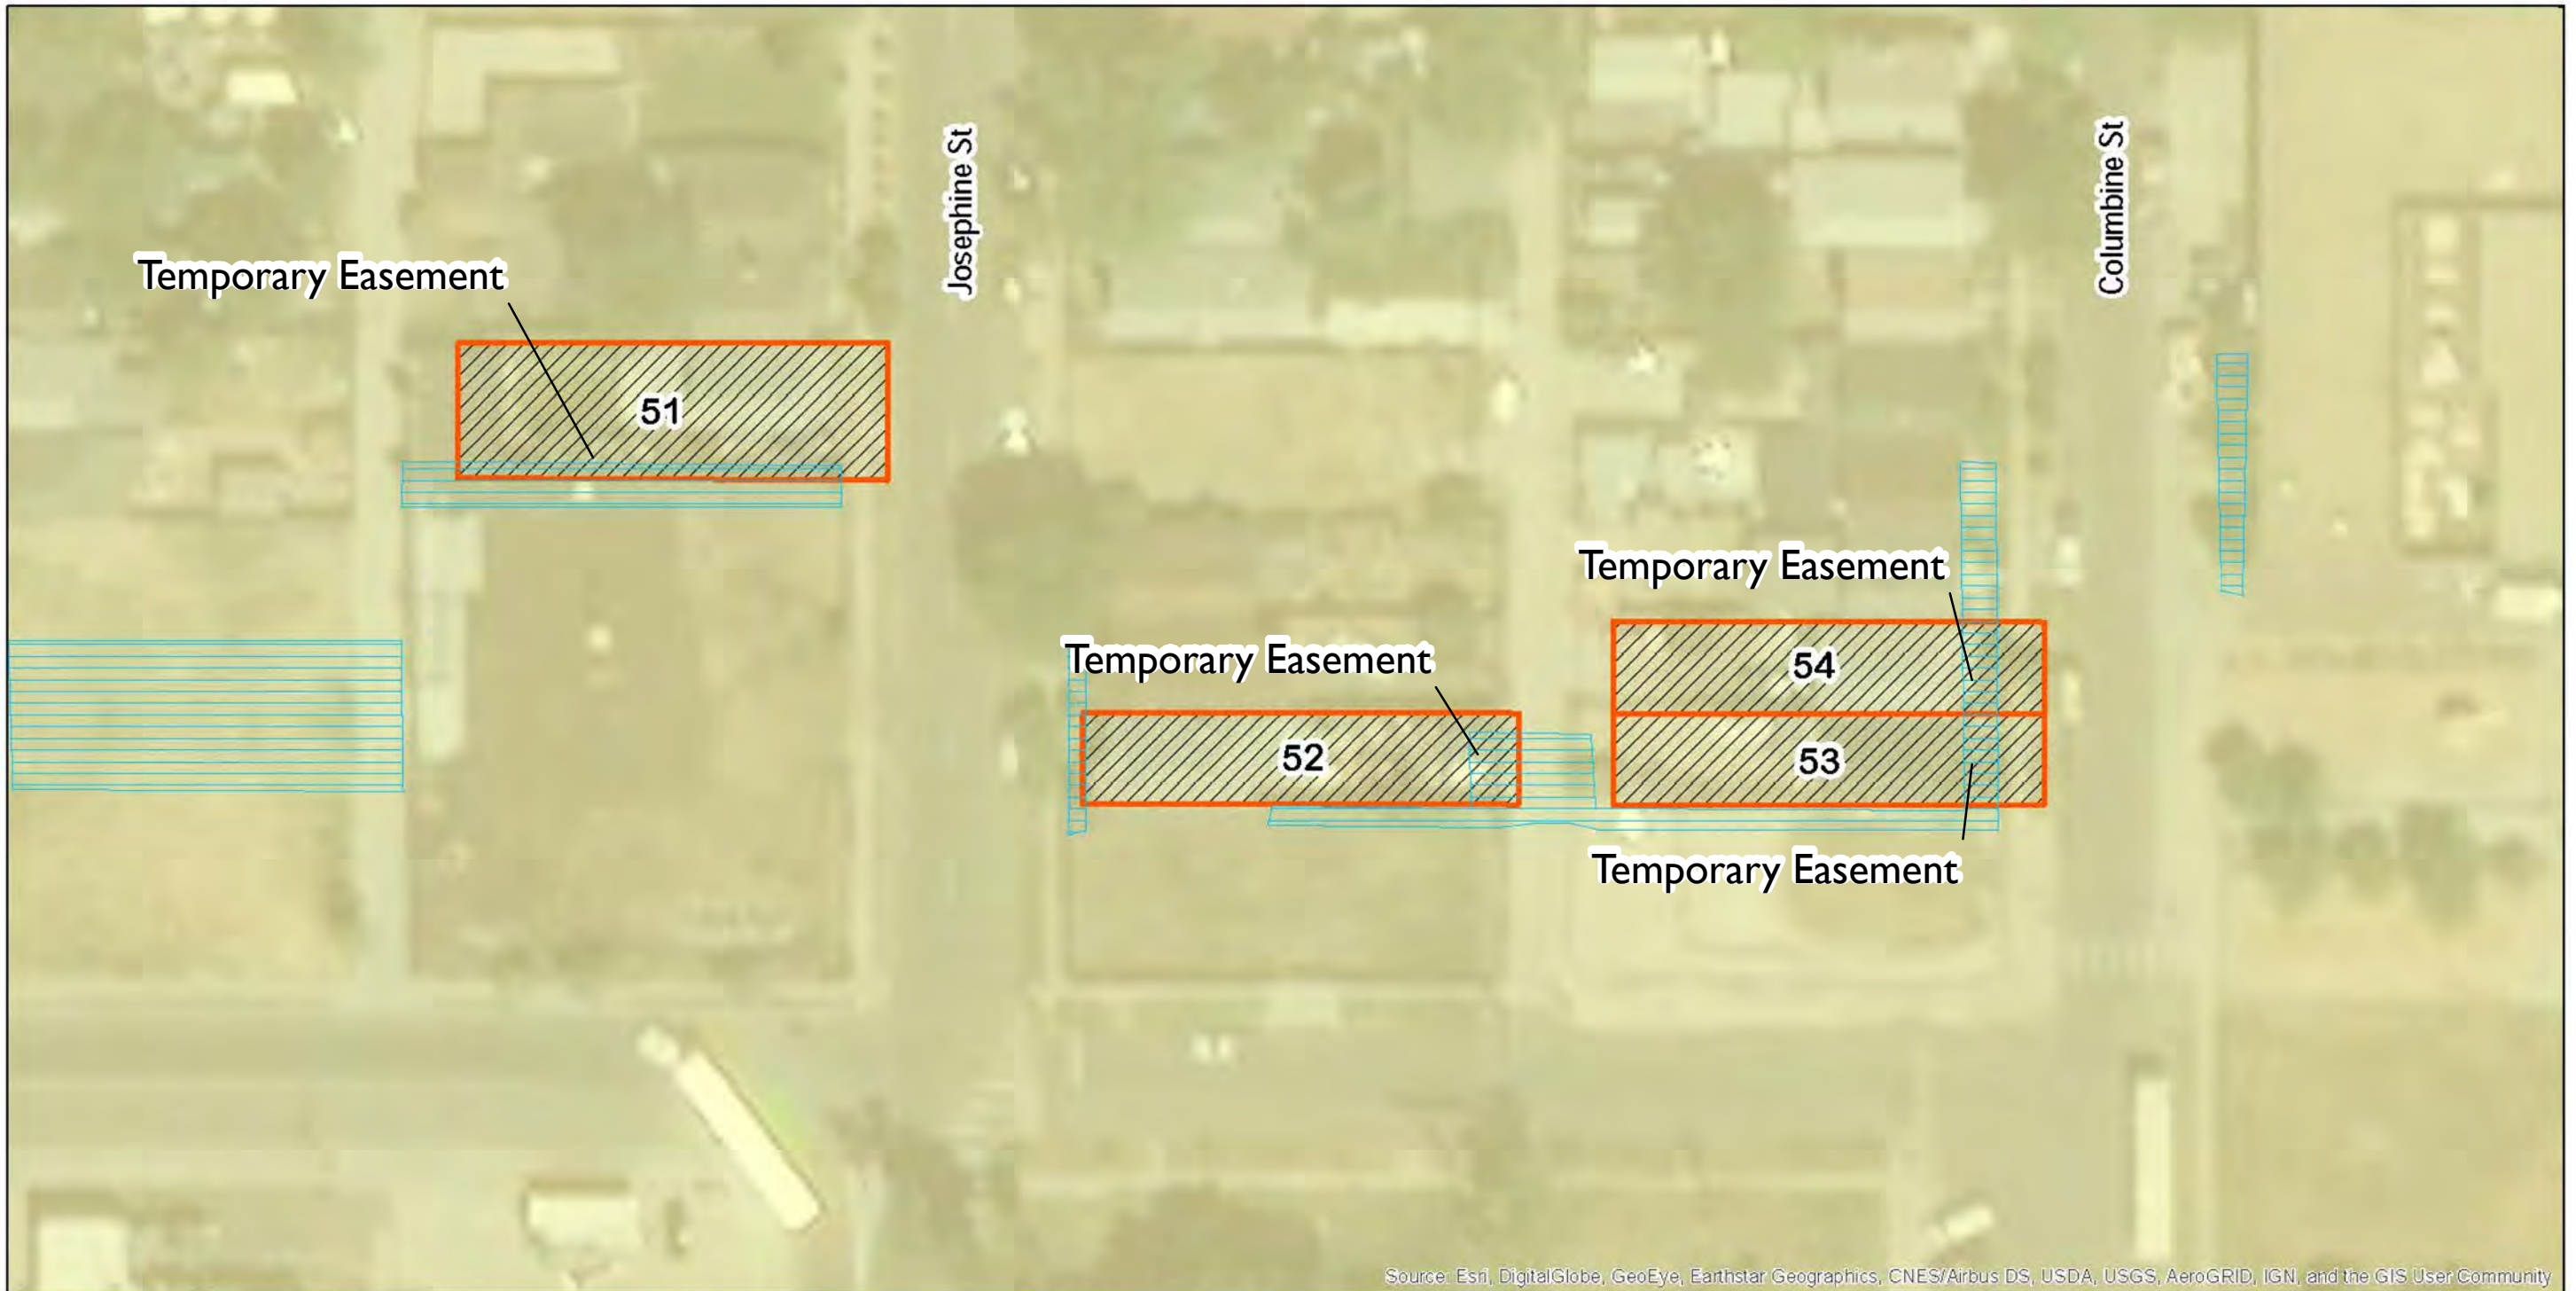 Josephine St
Columbine St
Temporary Easement
51
Temporary Easement
Temporary Easement
54
52
53
Temporary Easement
Source: Esri, DigitalGlobe, GeoEye, Earthstar Geographics, CNES/Airbus DS, USDA, USGS, AeroGRID, IGN, and the GIS User Community